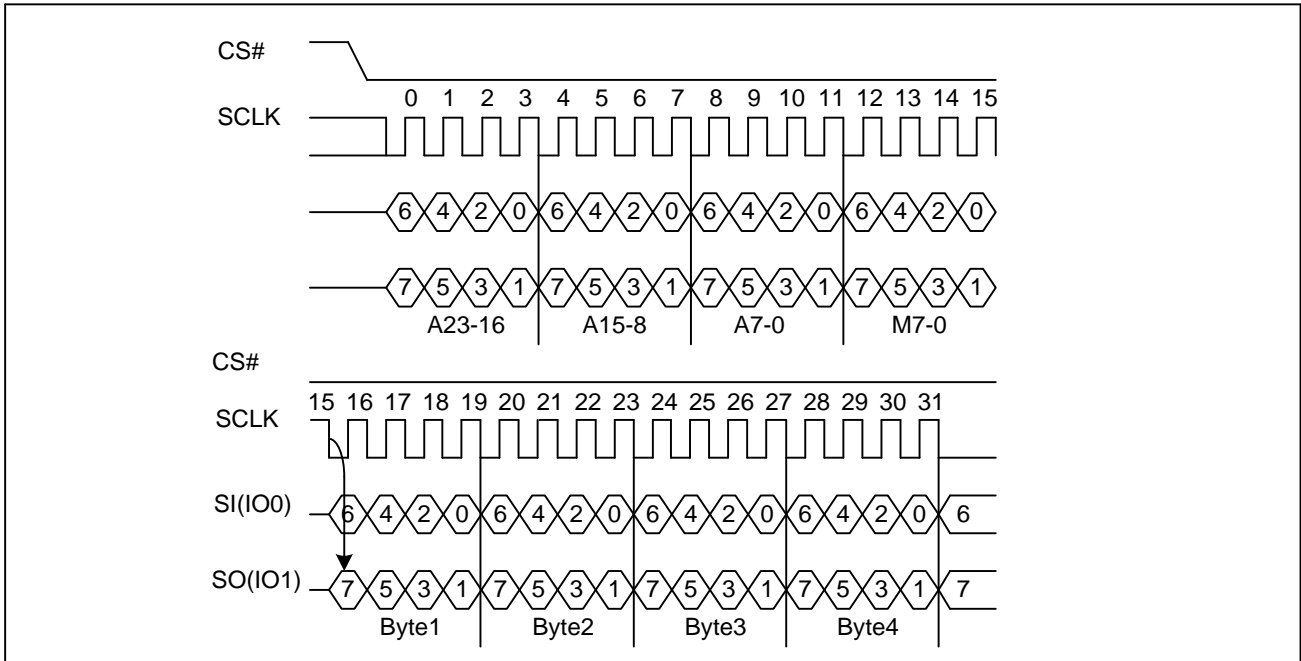 CS#
0 1 2 3 4 5 6 7 8 9 10 11 12 13 14 15
SCLK
6 4 2 0 6 4 2 0 6 4 2 0 6 4 2 0
7 5 3 1 7 5 3 1 7 5 3 1 7 5 3 1
A23-16 A15-8 A7-0 M7-0
CS#
15 16 17 18 19 20 21 22 23 24 25 26 27 28 29 30 31
SCLK
SI(IO0) 6 4 2 0 6 4 2 0 6 4 2 0 6 4 2 0 6
SO(IO1) 7 5 3 1 7 5 3 1 7 5 3 1 7 5 3 1 7
Byte1 Byte2 Byte3 Byte4